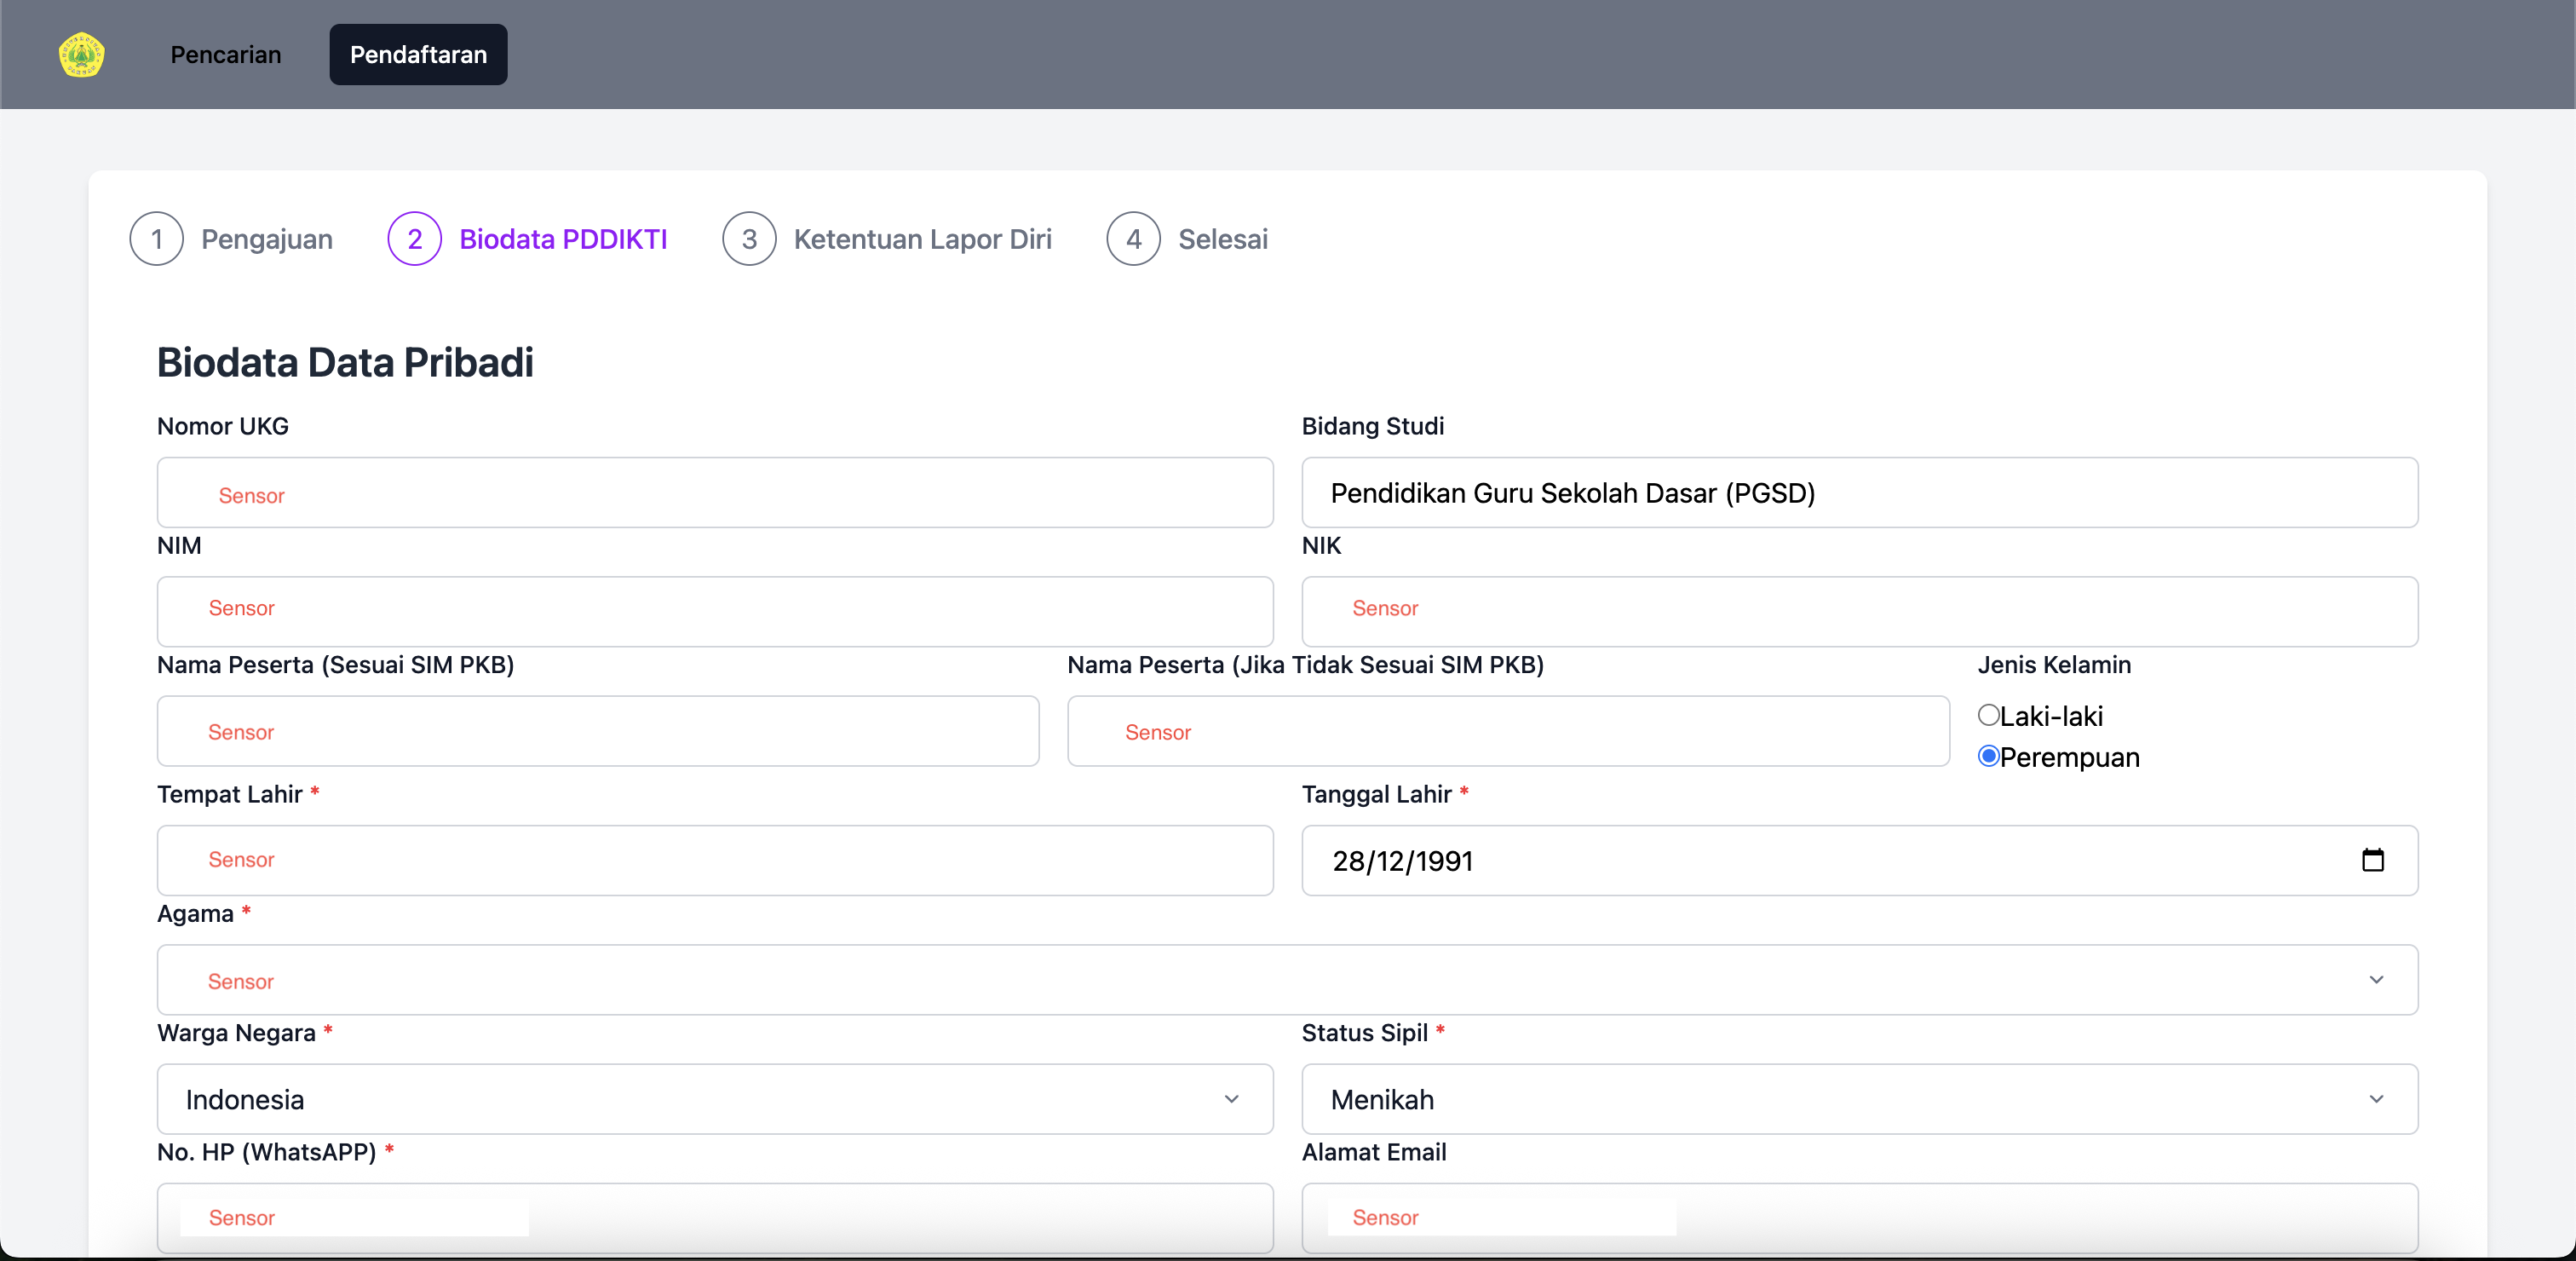 Pencarian
Pendaftaran
1 Pengajuan
2 Biodata PDDIKTI
3 Ketentuan Lapor Diri
4 Selesai
Biodata Data Pribadi
Nomor UKG
Bidang Studi
Sensor
Pendidikan Guru Sekolah Dasar (PGSD)
NIM
NIK
Sensor
Sensor
Nama Peserta (Sesuai SIM PKB)
Nama Peserta (Jika Tidak Sesuai SIM PKB)
Jenis Kelamin
Sensor
Sensor
Laki-laki
Perempuan
Tempat Lahir *
Tanggal Lahir *
Sensor
28/12/1991
Agama *
Sensor
Warga Negara *
Status Sipil *
Indonesia
Menikah
No. HP (WhatsAPP) *
Alamat Email
Sensor
Sensor